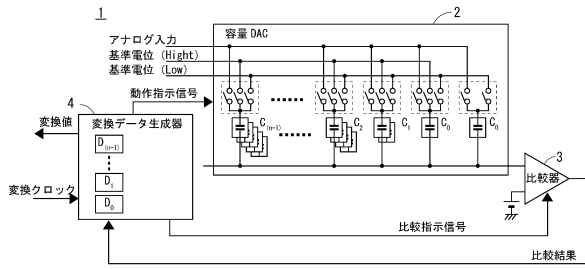 1
2
容量 DAC
アナログ入力
基準電位 (Hight)
基準電位 (Low)
動作指示信号
4
変換値
変換データ生成器
D(n-1)
D1
D0
変換クロック
C(n-1)
C2
C1
C0
C0
3
比較器
比較指示信号
比較結果